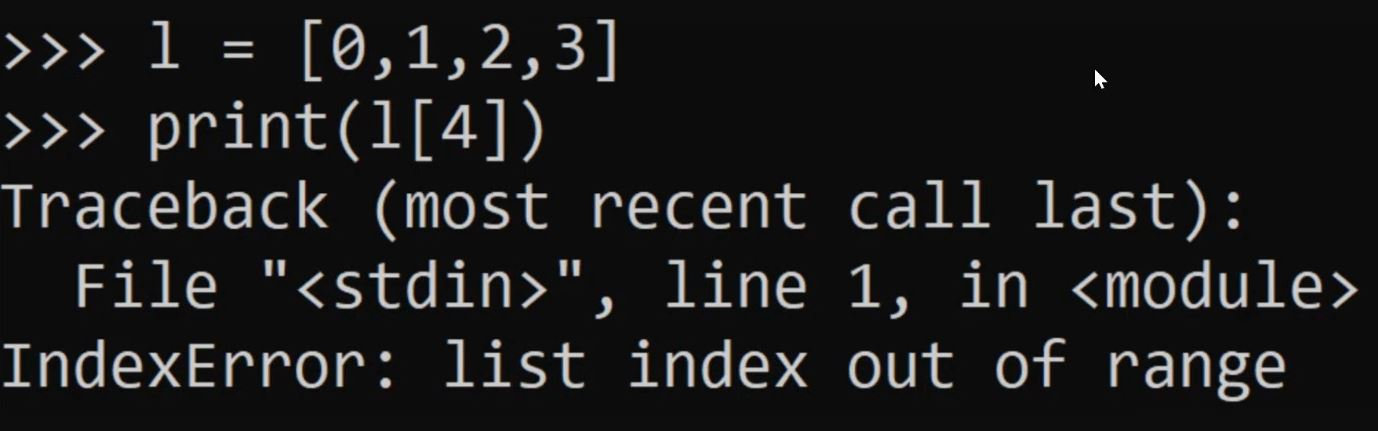 >>> l = [0,1,2,3]
>>> print(l[4])
Traceback (most recent call last):
  File "<stdin>", line 1, in <module>
IndexError: list index out of range